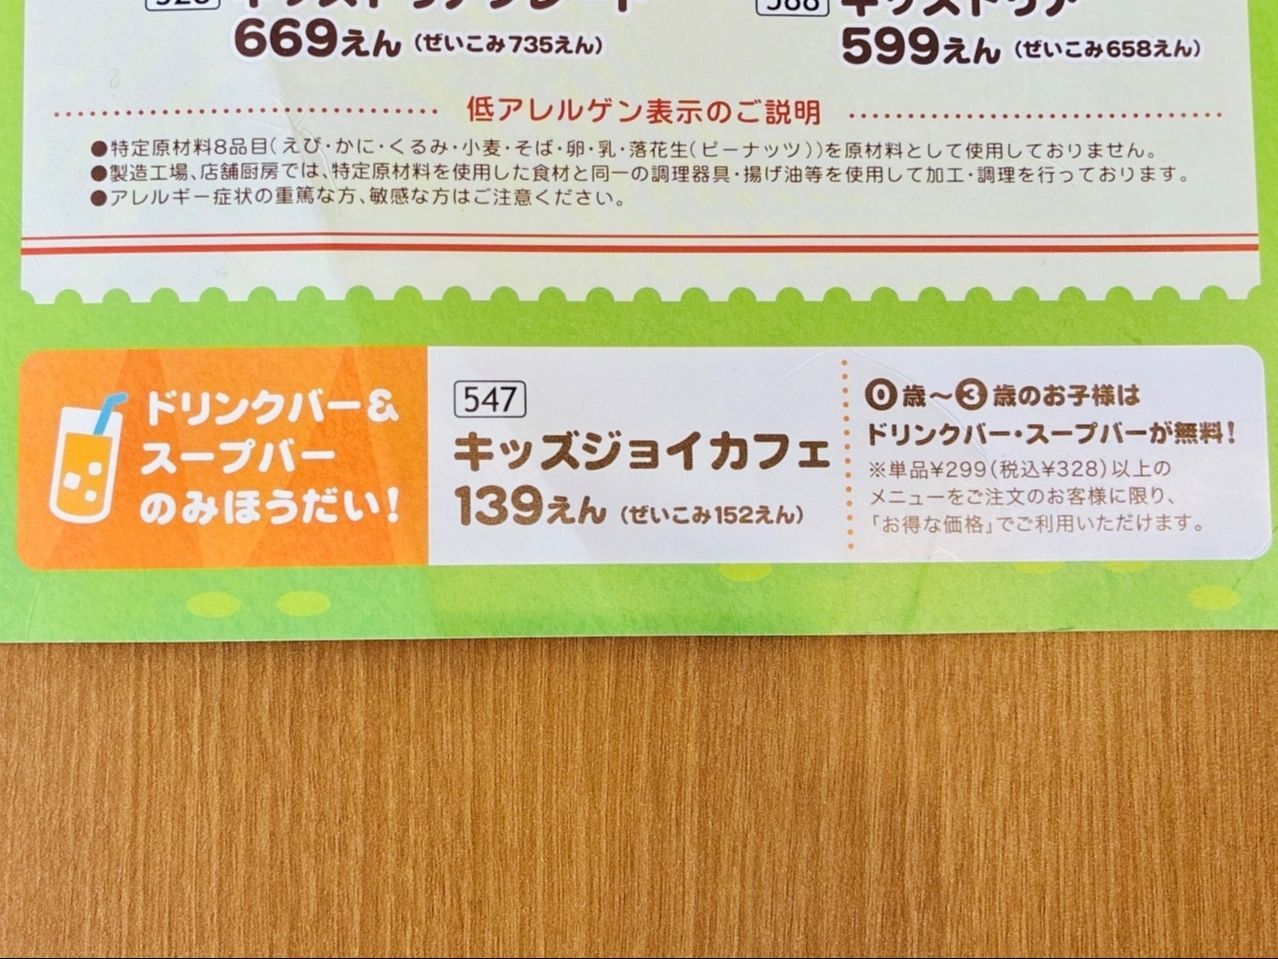 669えん（ぜいこみ735えん）
キッズドリア
599えん（ぜいこみ658えん）
低アレルゲン表示のご説明
●特定原材料8品目（えび・かに・くるみ・小麦・そば・卵・乳・落花生（ピーナッツ））を原材料として使用しておりません。
●製造工場、店舗厨房では、特定原材料を使用した食材と同一の調理器具・揚げ油等を使用して加工・調理を行っております。
●アレルギー症状の重篤な方、敏感な方はご注意ください。
ドリンクバー&
スープバー
のみほうだい！
547
キッズジョイカフェ
139えん（ぜいこみ152えん）
0歳〜3歳のお子様は
ドリンクバー・スープバーが無料！
※単品¥299（税込¥328）以上の
メニューをご注文のお客様に限り、
「お得な価格」でご利用いただけます。